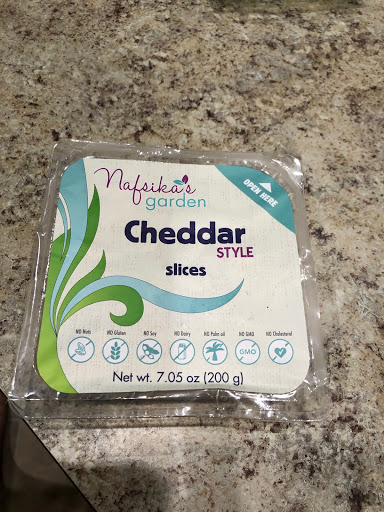 Nafsika's
garden
OPEN HERE
Cheddar
STYLE
slices
NO Nuts NO Gluten NO Soy NO Dairy NO Palm oil NO GMO NO Cholesterol
GMO
Net wt. 7.05 oz (200 g)